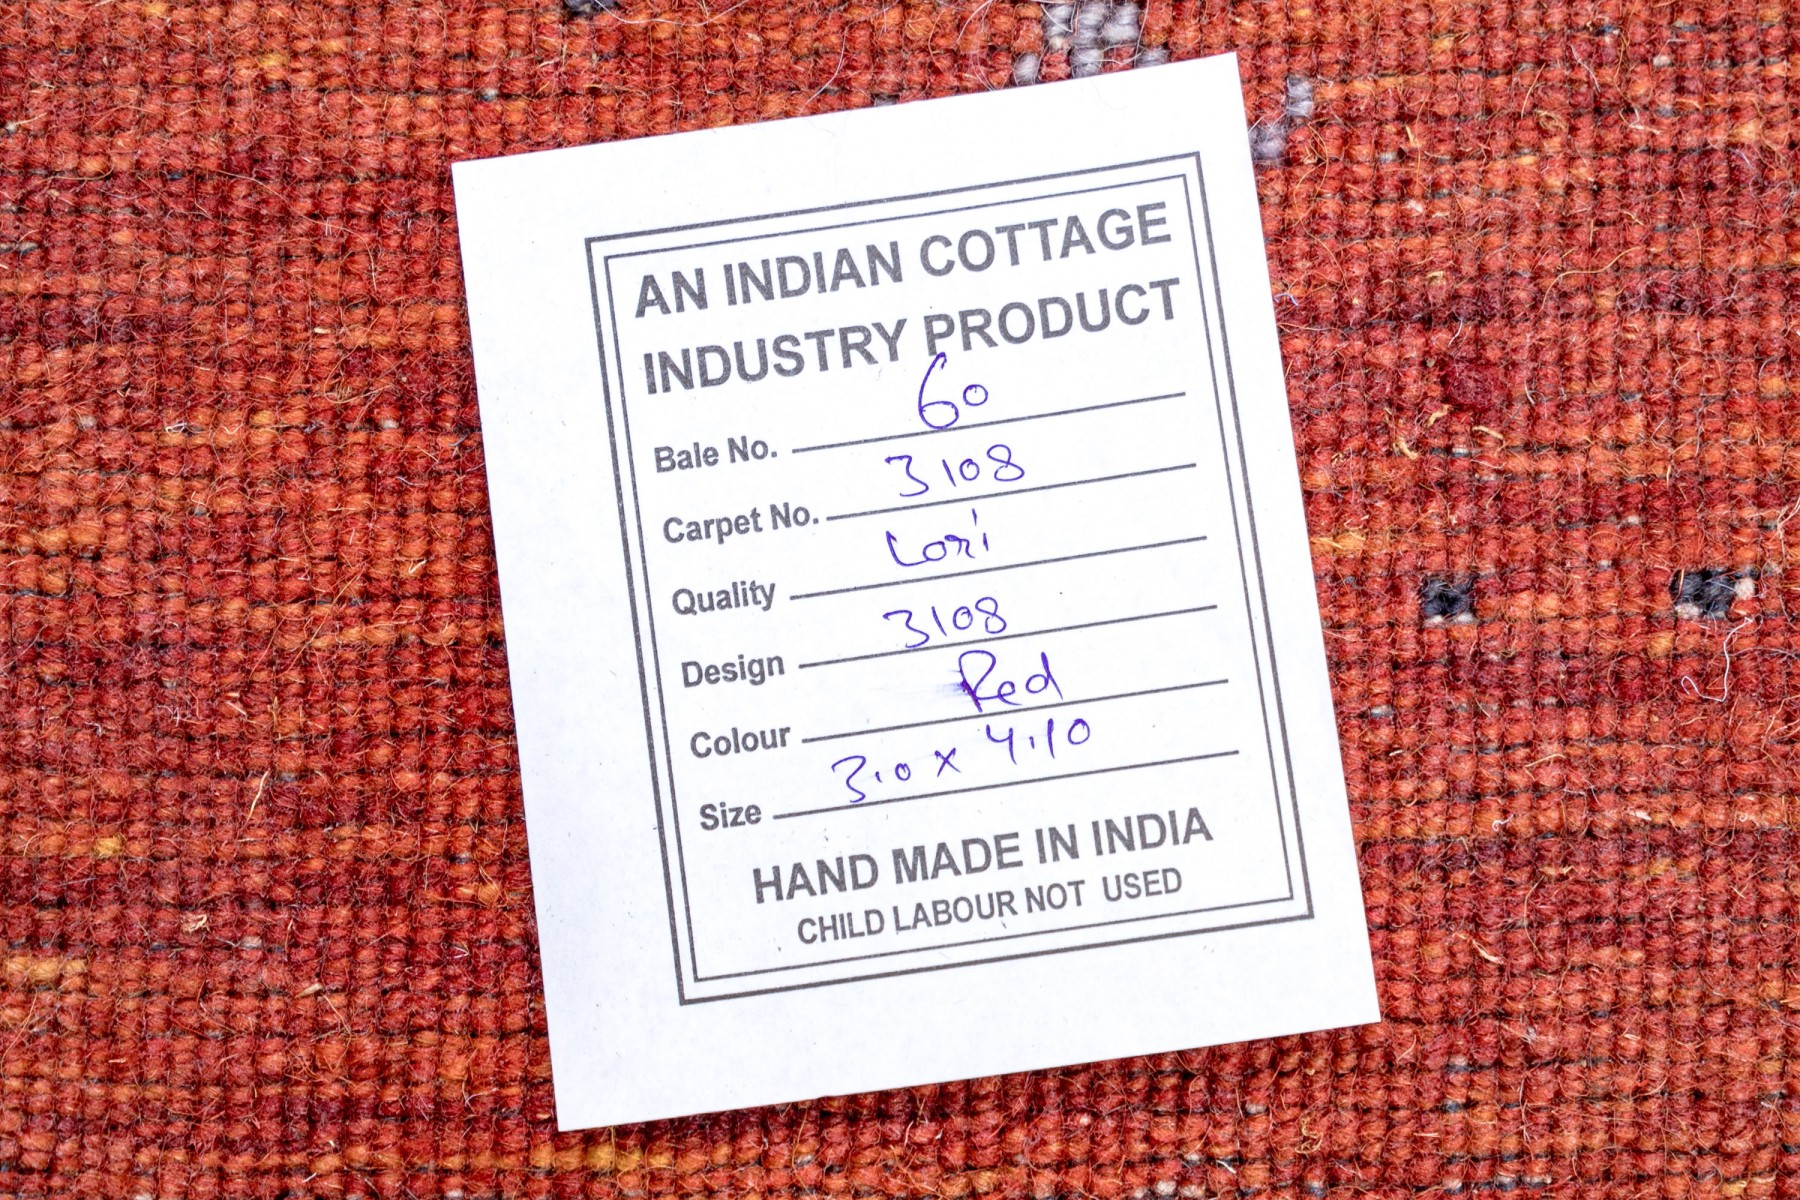 AN INDIAN COTTAGE
INDUSTRY PRODUCT
Bale No. 60
Carpet No. 3108
Quality Lori
Design 3108
Colour Red
Size 3.0 x 4.10
HAND MADE IN INDIA
CHILD LABOUR NOT USED